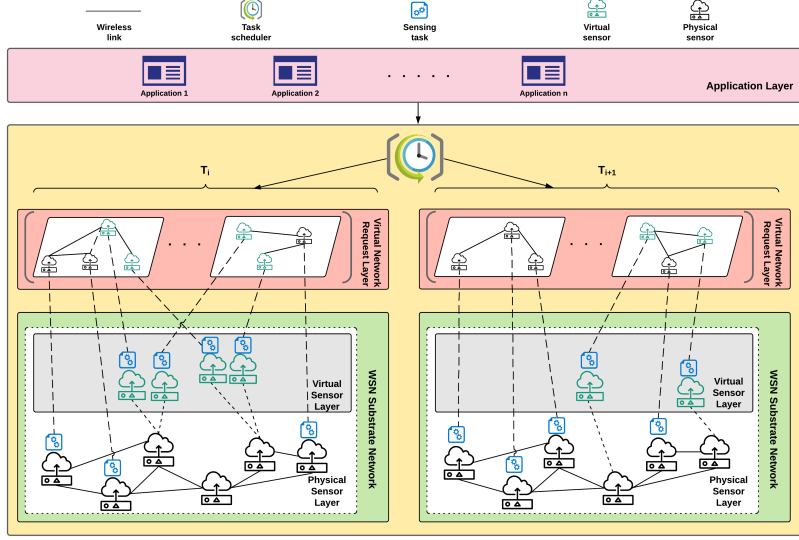 Wireless
link
Task
scheduler
Sensing
task
Virtual
sensor
Physical
sensor
Application 1
Application 2
. . . . .
Application n
Application Layer
Ti
Ti+1
. . .
Virtual Network
Request Layer
. . .
Virtual Network
Request Layer
Virtual
Sensor
Layer
WSN Substrate Network
Physical
Sensor
Layer
Virtual
Sensor
Layer
WSN Substrate Network
Physical
Sensor
Layer